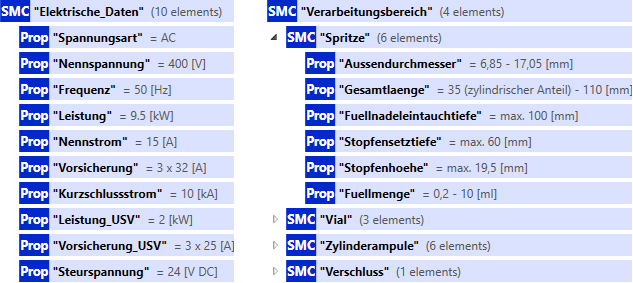 SMC "Elektrische_Daten" (10 elements)
Prop "Spannungsart" = AC
Prop "Nennspannung" = 400 [V]
Prop "Frequenz" = 50 [Hz]
Prop "Leistung" = 9.5 [kW]
Prop "Nennstrom" = 15 [A]
Prop "Vorsicherung" = 3 x 32 [A]
Prop "Kurzschlussstrom" = 10 [kA]
Prop "Leistung_USV" = 2 [kW]
Prop "Vorsicherung_USV" = 3 x 25 [A]
Prop "Steurspannung" = 24 [V DC]
SMC "Verarbeitungsbereich" (4 elements)
SMC "Spritze" (6 elements)
Prop "Aussendurchmesser" = 6,85 - 17,05 [mm]
Prop "Gesamtlaenge" = 35 (zylindrischer Anteil) - 110 [mm]
Prop "Fuellnadeleintauchtiefe" = max. 100 [mm]
Prop "Stopfensetztiefe" = max. 60 [mm]
Prop "Stopfenhoehe" = max. 19,5 [mm]
Prop "Fuellmenge" = 0,2 - 10 [ml]
SMC "Vial" (3 elements)
SMC "Zylinderampule" (6 elements)
SMC "Verschluss" (1 elements)